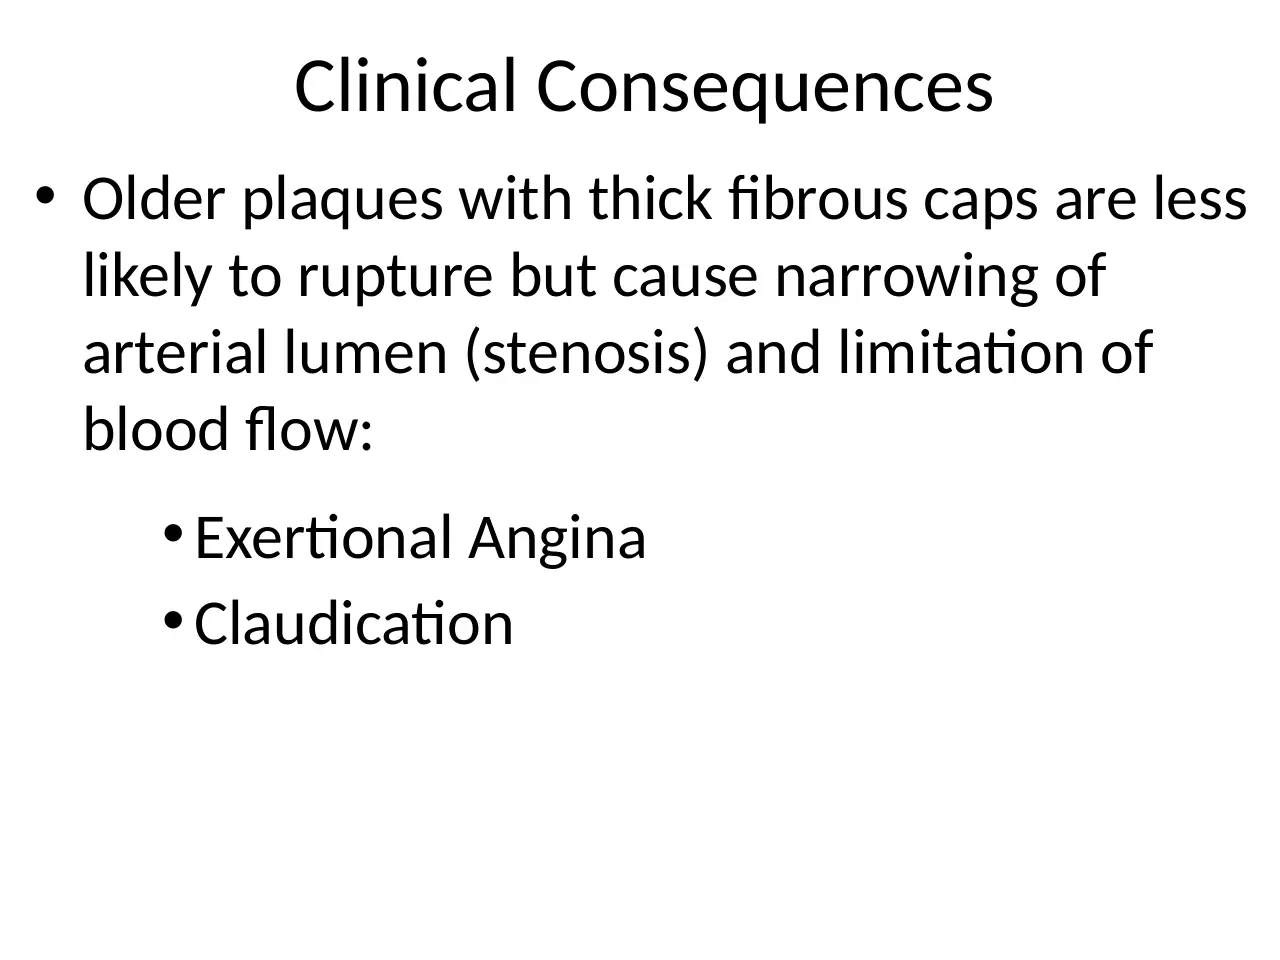 Clinical Consequences
• Older plaques with thick fibrous caps are less
likely to rupture but cause narrowing of
arterial lumen (stenosis) and limitation of
blood flow:
• Exertional Angina
• Claudication